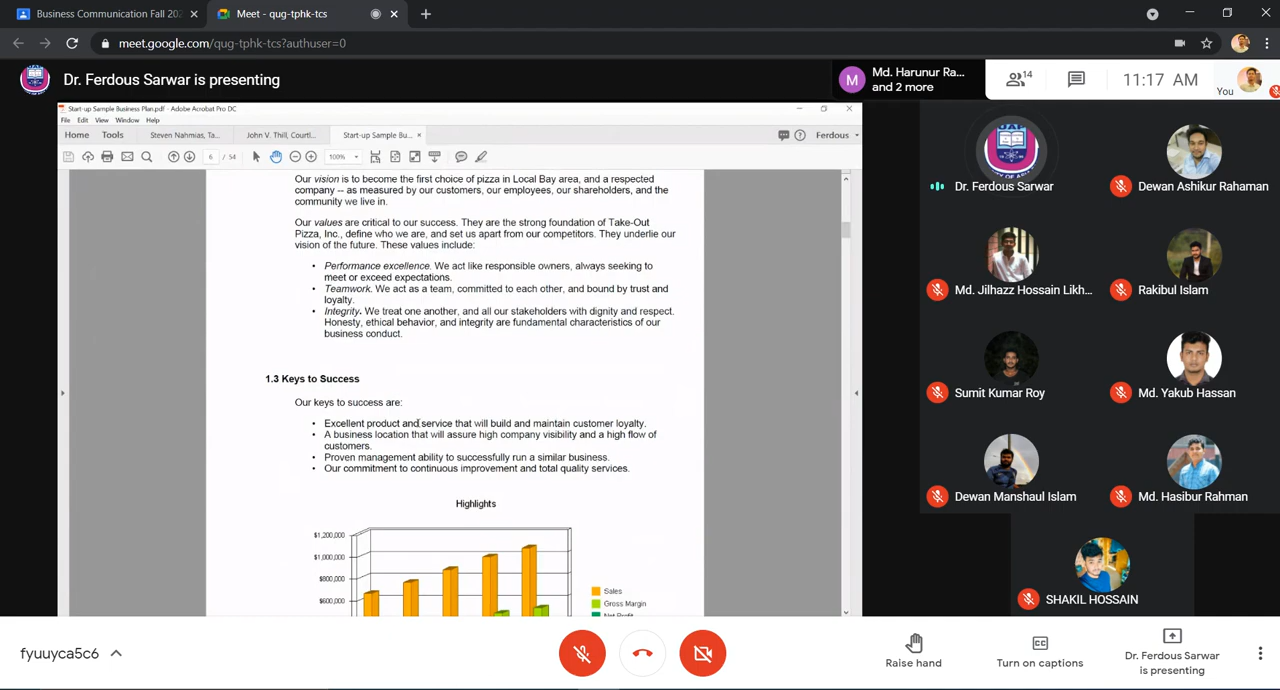 Business Communication Fall 202
Meet - qug-tphk-tcs
meet.google.com/qug-tphk-tcs?authuser=0
Dr. Ferdous Sarwar is presenting
Md. Harunur Ra...
and 2 more
14
11:17 AM
You
Start-up Sample Business Plan.pdf - Adobe Acrobat Pro DC
File Edit View Window Help
Home Tools Steven Nahmias, Ta... John V. Thill, Courtl... Start-up Sample Bu... ×
Ferdous
6 / 54
100%
Our vision is to become the first choice of pizza in Local Bay area, and a respected
company -- as measured by our customers, our employees, our shareholders, and the
community we live in.
Our values are critical to our success. They are the strong foundation of Take-Out
Pizza, Inc., define who we are, and set us apart from our competitors. They underlie our
vision of the future. These values include:
• Performance excellence. We act like responsible owners, always seeking to
meet or exceed expectations.
• Teamwork. We act as a team, committed to each other, and bound by trust and
loyalty.
• Integrity. We treat one another, and all our stakeholders with dignity and respect.
Honesty, ethical behavior, and integrity are fundamental characteristics of our
business conduct.
1.3 Keys to Success
Our keys to success are:
• Excellent product and service that will build and maintain customer loyalty.
• A business location that will assure high company visibility and a high flow of
customers.
• Proven management ability to successfully run a similar business.
• Our commitment to continuous improvement and total quality services.
Highlights
$1,200,000
$1,000,000
$800,000
$600,000
Sales
Gross Margin
Dr. Ferdous Sarwar
Dewan Ashikur Rahaman
Md. Jilhazz Hossain Likh...
Rakibul Islam
Sumit Kumar Roy
Md. Yakub Hassan
Dewan Manshaul Islam
Md. Hasibur Rahman
SHAKIL HOSSAIN
fyuuyca5c6
Raise hand
Turn on captions
Dr. Ferdous Sarwar
is presenting